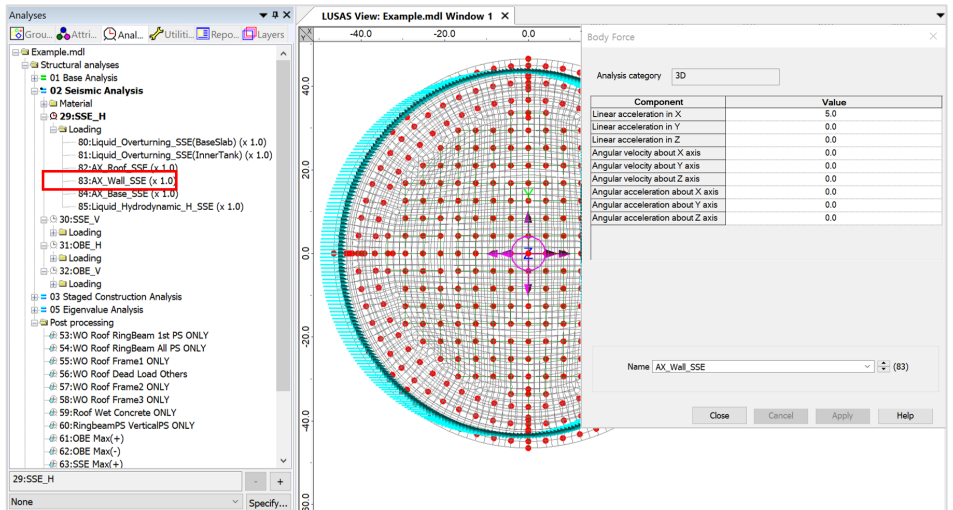 Analyses
Grou... Attri... Anal... Utiliti... Repo... Layers
Example.mdl
Structural analyses
01 Base Analysis
02 Seismic Analysis
Material
29:SSE_H
Loading
80:Liquid_Overturning_SSE(BaseSlab) (x 1.0)
81:Liquid_Overturning_SSE(InnerTank) (x 1.0)
82:AX_Roof_SSE (x 1.0)
83:AX_Wall_SSE (x 1.0)
84:AX_Base_SSE (x 1.0)
85:Liquid_Hydrodynamic_H_SSE (x 1.0)
30:SSE_V
Loading
31:OBE_H
Loading
32:OBE_V
Loading
03 Staged Construction Analysis
05 Eigenvalue Analysis
Post processing
53:WO Roof RingBeam 1st PS ONLY
54:WO Roof RingBeam All PS ONLY
55:WO Roof Frame1 ONLY
56:WO Roof Dead Load Others
57:WO Roof Frame2 ONLY
58:WO Roof Frame3 ONLY
59:Roof Wet Concrete ONLY
60:RingbeamPS VerticalPS ONLY
61:OBE Max(+)
62:OBE Max(-)
63:SSE Max(+)
29:SSE_H
- +
None
Specify...
LUSAS View: Example.mdl Window 1 X
Y X
-40.0 -20.0 0.0
40.0
20.0
0.0
-20.0
-40.0
Z
Body Force
Analysis category 3D
Component Value
Linear acceleration in X 5.0
Linear acceleration in Y 0.0
Linear acceleration in Z 0.0
Angular velocity about X axis 0.0
Angular velocity about Y axis 0.0
Angular velocity about Z axis 0.0
Angular acceleration about X axis 0.0
Angular acceleration about Y axis 0.0
Angular acceleration about Z axis 0.0
Name AX_Wall_SSE (83)
Close Cancel Apply Help